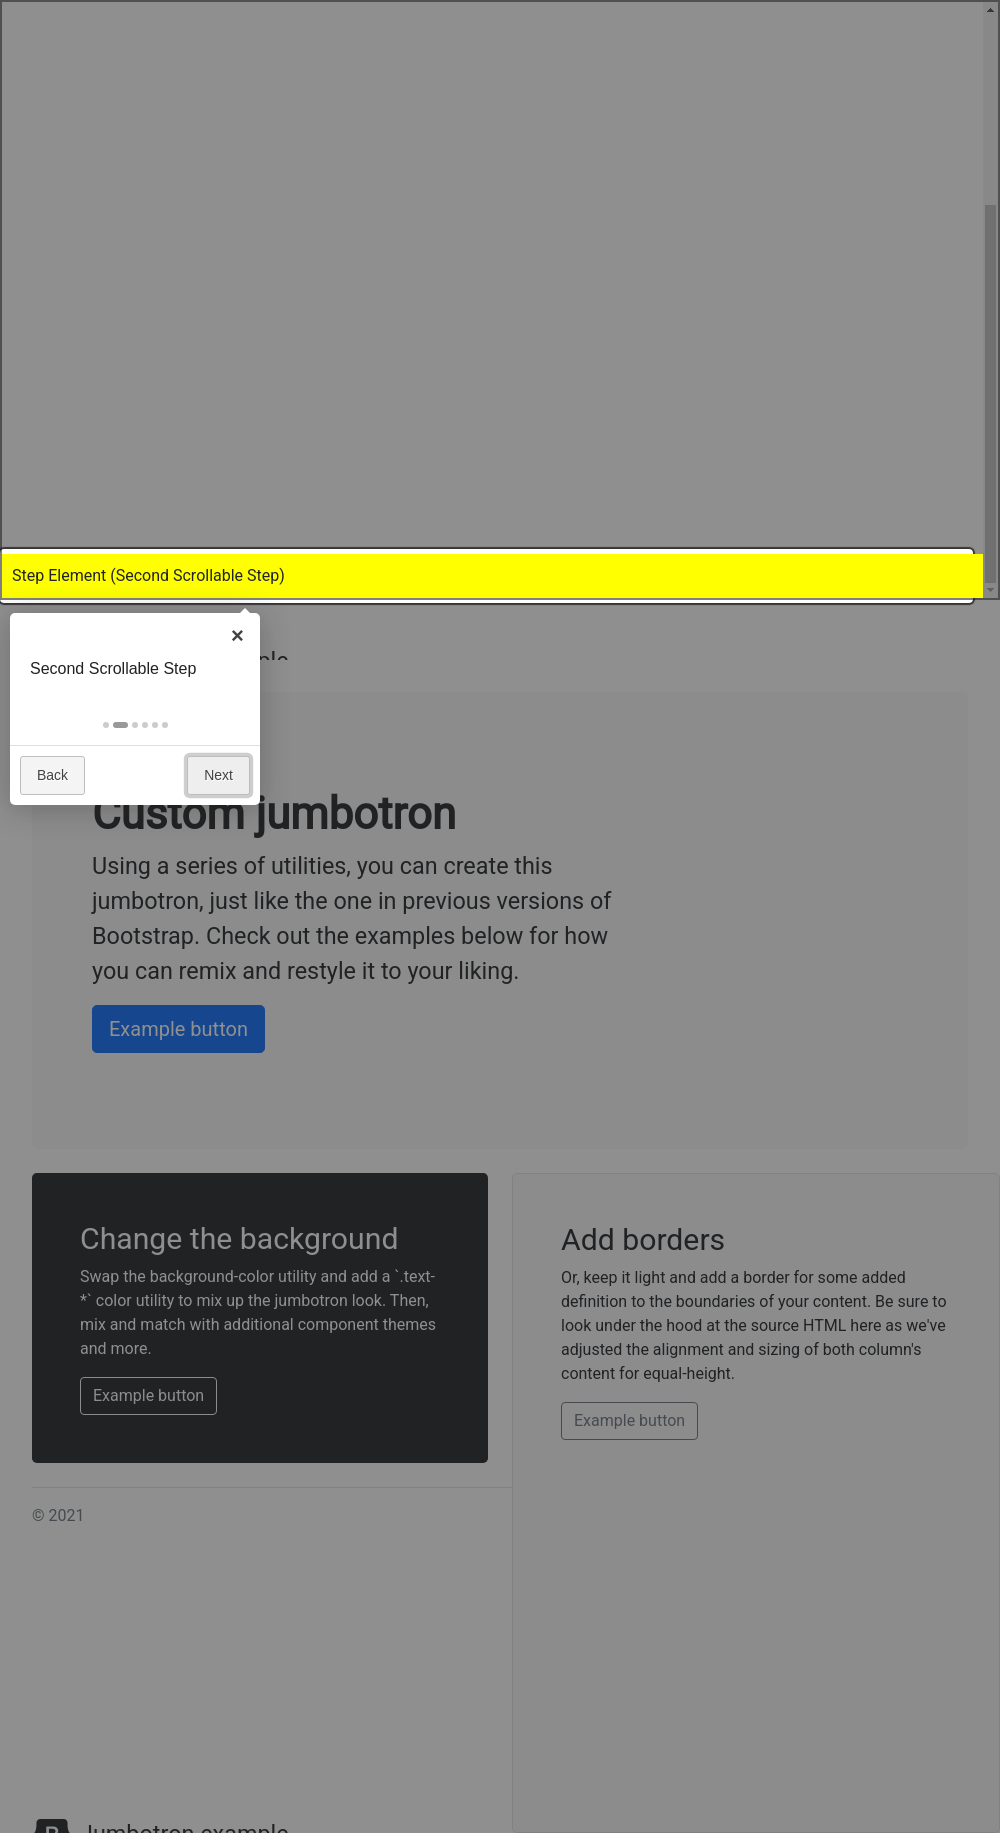 Step Element (Second Scrollable Step)
×
Second Scrollable Step
Back
Next
Custom jumbotron
Using a series of utilities, you can create this
jumbotron, just like the one in previous versions of
Bootstrap. Check out the examples below for how
you can remix and restyle it to your liking.
Example button
Change the background
Swap the background-color utility and add a `.text-
*` color utility to mix up the jumbotron look. Then,
mix and match with additional component themes
and more.
Example button
Add borders
Or, keep it light and add a border for some added
definition to the boundaries of your content. Be sure to
look under the hood at the source HTML here as we've
adjusted the alignment and sizing of both column's
content for equal-height.
Example button
© 2021
B
Jumbotron example